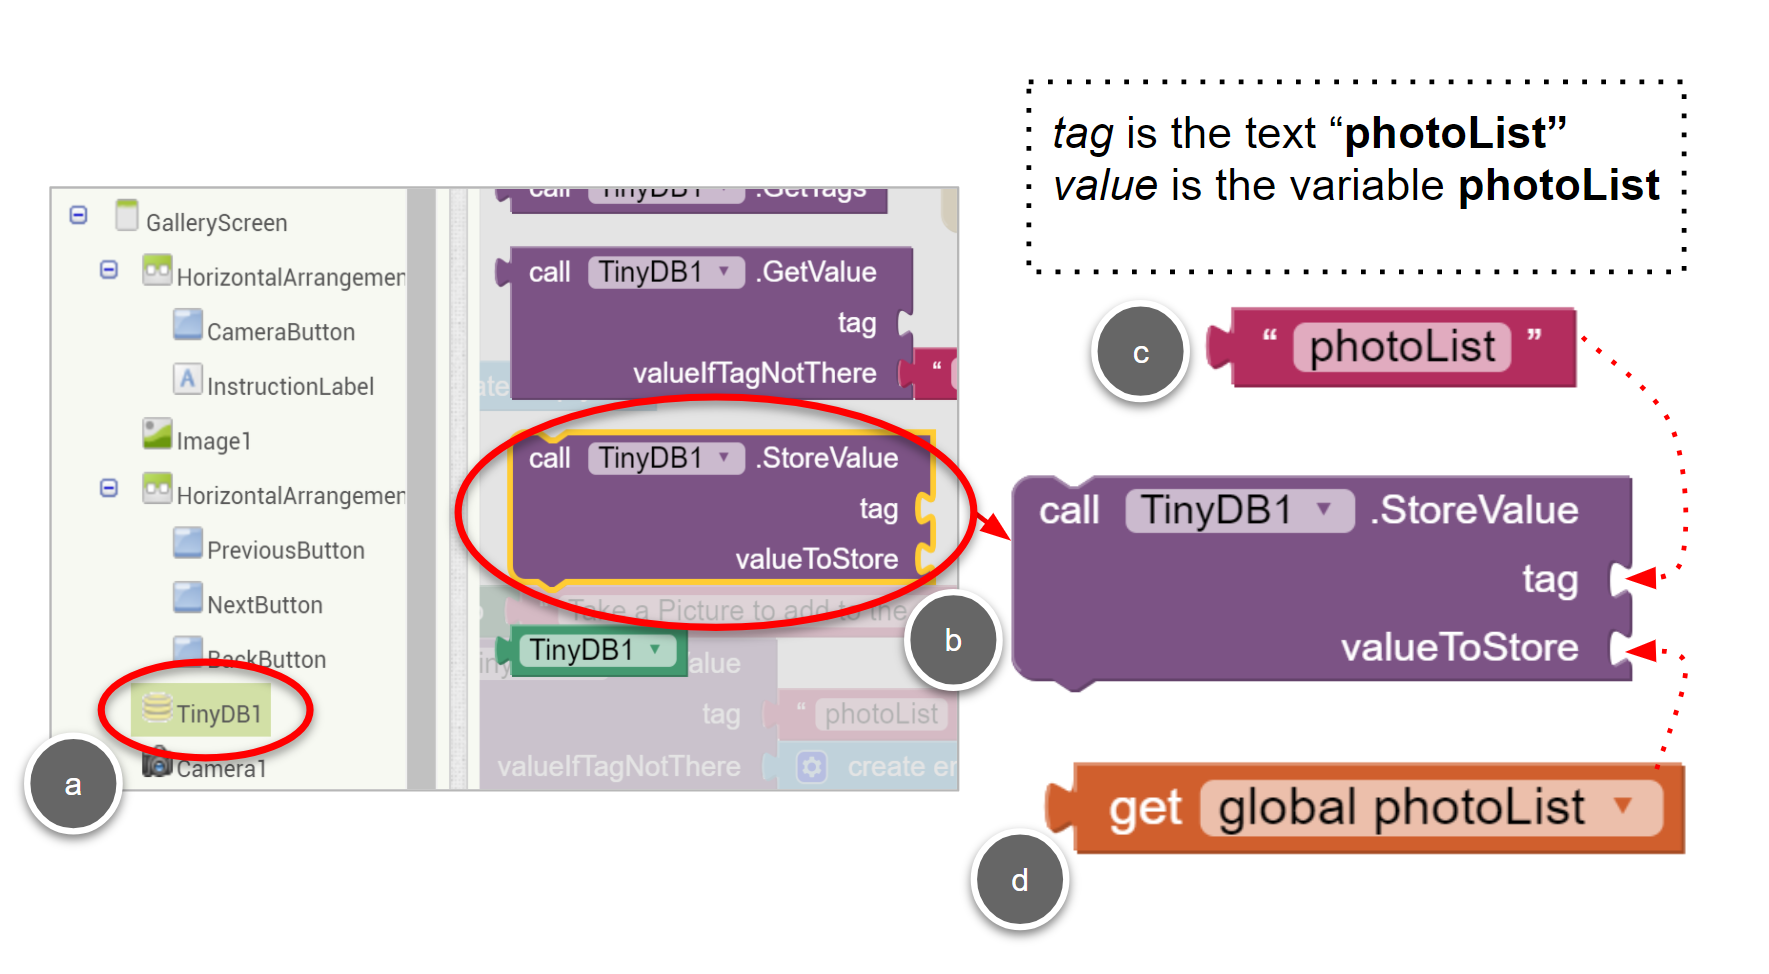 tag is the text “photoList”
value is the variable photoList
GalleryScreen
HorizontalArrangemen
CameraButton
InstructionLabel
Image1
HorizontalArrangemen
PreviousButton
NextButton
BackButton
TinyDB1
Camera1
a
call TinyDB1 .GetTags
call TinyDB1 .GetValue
tag
valueIfTagNotThere “
call TinyDB1 .StoreValue
tag
valueToStore
Take a Picture to add to the
TinyDB1
alue
tag “ photoList
valueIfTagNotThere create er
b
c
“ photoList ”
call TinyDB1 .StoreValue
tag
valueToStore
get global photoList
d